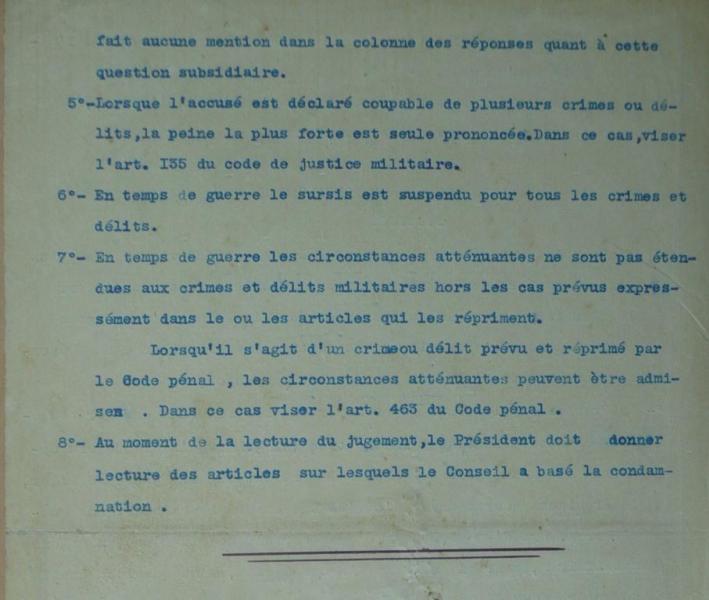 fait aucune mention dans la colonne des réponses quant à cette
question subsidiaire.
5°-Lorsque l'accusé est déclaré coupable de plusieurs crimes ou dé-
lits,la peine la plus forte est seule prononcée.Dans ce cas,viser
l'art. I35 du code de justice militaire.
6°- En temps de guerre le sursis est suspendu pour tous les crimes et
délits.
7°- En temps de guerre les circonstances atténuantes ne sont pas éten-
dues aux crimes et délits militaires hors les cas prévus expres-
sément dans le ou les articles qui les répriment.
Lorsqu'il s'agit d'un crimeou délit prévu et réprimé par
le Code pénal , les circonstances atténuantes peuvent ètre admi-
ses . Dans ce cas viser l'art. 463 du Code pénal .
8°- Au moment de la lecture du jugement,le Président doit donner
lecture des articles sur lesquels le Conseil a basé la condam-
nation .